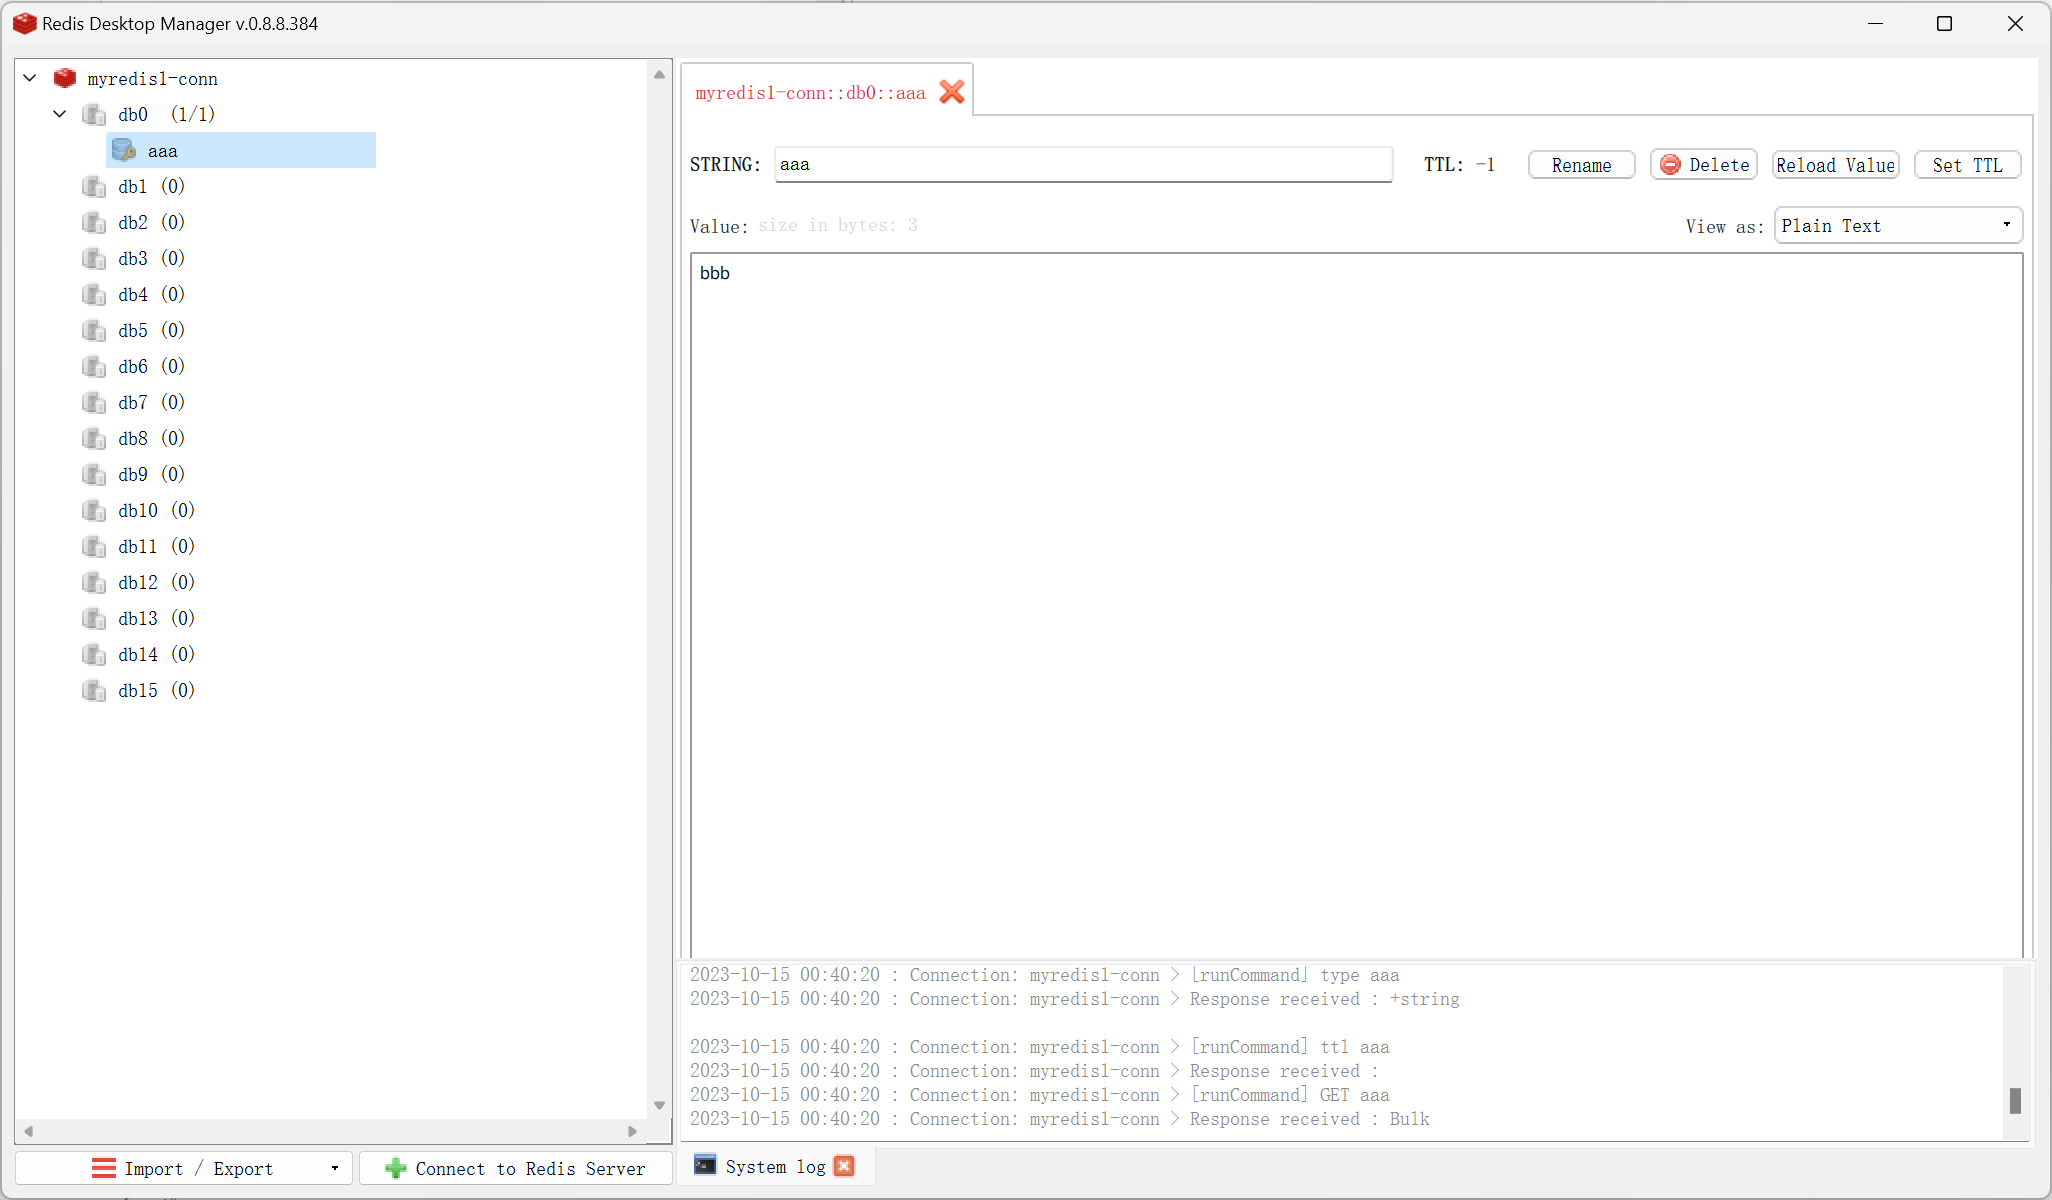 Redis Desktop Manager v.0.8.8.384
myredis1-conn
db0 (1/1)
aaa
db1 (0)
db2 (0)
db3 (0)
db4 (0)
db5 (0)
db6 (0)
db7 (0)
db8 (0)
db9 (0)
db10 (0)
db11 (0)
db12 (0)
db13 (0)
db14 (0)
db15 (0)
Import / Export
Connect to Redis Server
myredis1-conn::db0::aaa
STRING: aaa TTL: -1 Rename Delete Reload Value Set TTL
Value: size in bytes: 3 View as: Plain Text
bbb
2023-10-15 00:40:20 : Connection: myredis1-conn > [runCommand] type aaa
2023-10-15 00:40:20 : Connection: myredis1-conn > Response received : +string
2023-10-15 00:40:20 : Connection: myredis1-conn > [runCommand] ttl aaa
2023-10-15 00:40:20 : Connection: myredis1-conn > Response received :
2023-10-15 00:40:20 : Connection: myredis1-conn > [runCommand] GET aaa
2023-10-15 00:40:20 : Connection: myredis1-conn > Response received : Bulk
System log